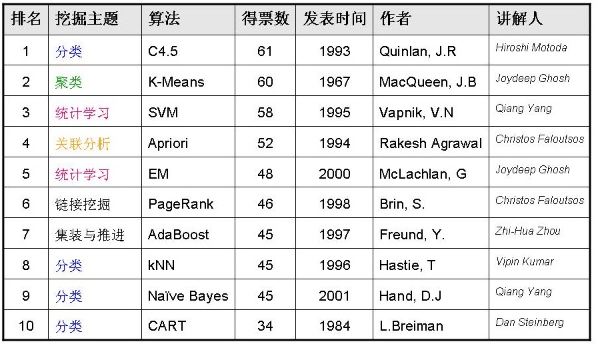 排名 挖掘主题 算法 得票数 发表时间 作者 讲解人
1 分类 C4.5 61 1993 Quinlan, J.R Hiroshi Motoda
2 聚类 K-Means 60 1967 MacQueen, J.B Joydeep Ghosh
3 统计学习 SVM 58 1995 Vapnik, V.N Qiang Yang
4 关联分析 Apriori 52 1994 Rakesh Agrawal Christos Faloutsos
5 统计学习 EM 48 2000 McLachlan, G Joydeep Ghosh
6 链接挖掘 PageRank 46 1998 Brin, S. Christos Faloutsos
7 集装与推进 AdaBoost 45 1997 Freund, Y. Zhi-Hua Zhou
8 分类 kNN 45 1996 Hastie, T Vipin Kumar
9 分类 Naïve Bayes 45 2001 Hand, D.J Qiang Yang
10 分类 CART 34 1984 L.Breiman Dan Steinberg